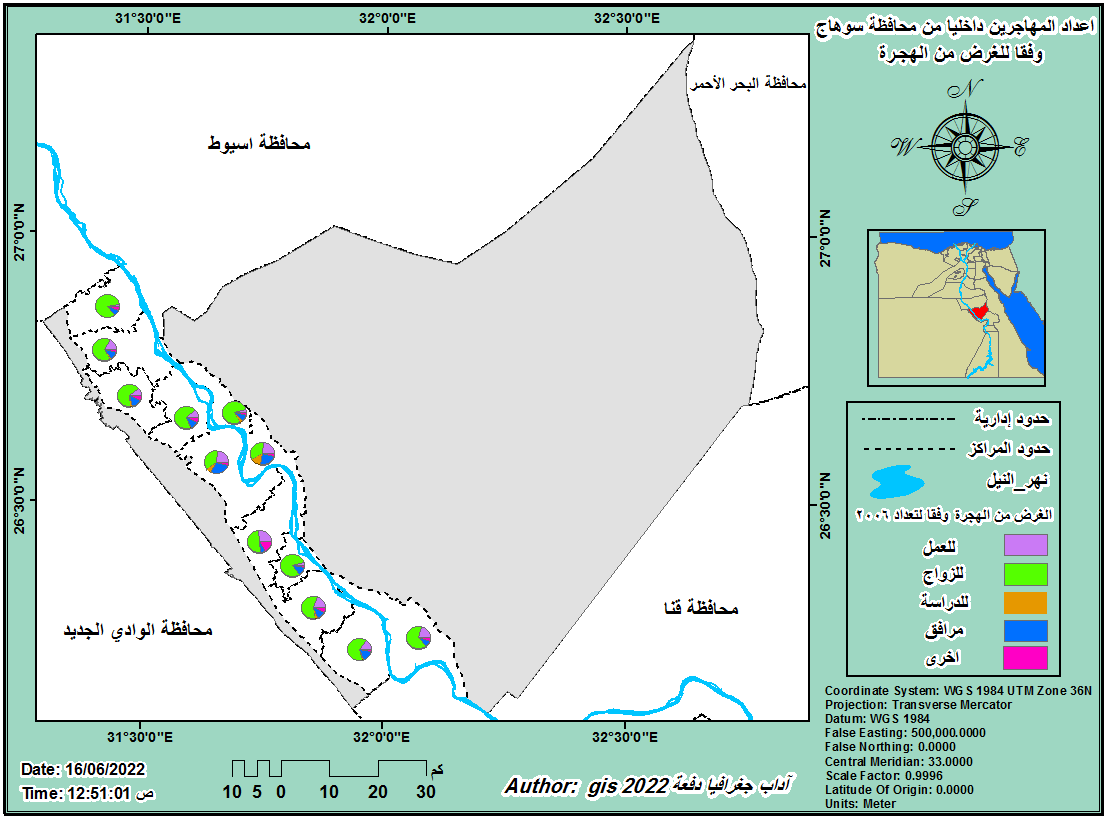 اعداد المهاجرين داخليا من محافظة سوهاج
وفقا للغرض من الهجرة
31°30'0"E
32°0'0"E
32°30'0"E
محافظة البحر الأحمر
محافظة اسيوط
N
W
E
S
27°0'0"N
27°0'0"N
26°30'0"N
26°30'0"N
محافظة قنا
محافظة الوادي الجديد
حدود إدارية
حدود المراكز
نهر_النيل
الغرض من الهجرة وفقا لتعداد ٢٠٠٦
للعمل
للزواج
للدراسة
مرافق
اخرى
31°30'0"E
32°0'0"E
32°30'0"E
Coordinate System: WGS 1984 UTM Zone 36N
Projection: Transverse Mercator
Datum: WGS 1984
False Easting: 500,000.0000
False Northing: 0.0000
Central Meridian: 33.0000
Scale Factor: 0.9996
Latitude Of Origin: 0.0000
Units: Meter
Date: 16/06/2022
Time: 12:51:01 ص
كم
10 5 0 10 20 30
Author: gis 2022 آداب جغرافيا دفعة